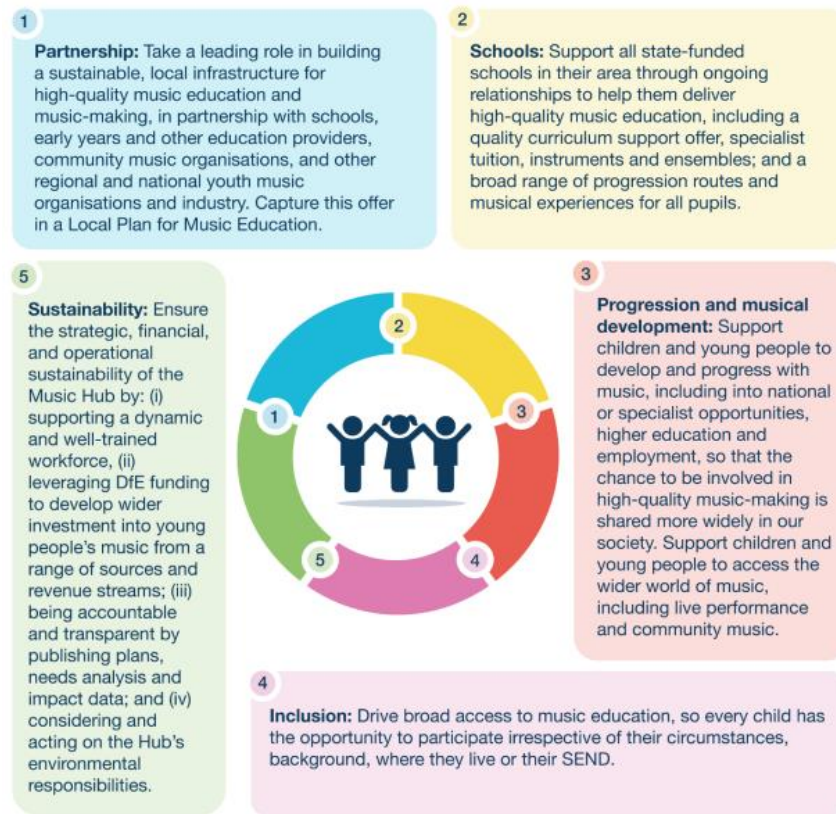 1
Partnership: Take a leading role in building
a sustainable, local infrastructure for
high-quality music education and
music-making, in partnership with schools,
early years and other education providers,
community music organisations, and other
regional and national youth music
organisations and industry. Capture this offer
in a Local Plan for Music Education.
2
Schools: Support all state-funded
schools in their area through ongoing
relationships to help them deliver
high-quality music education, including a
quality curriculum support offer, specialist
tuition, instruments and ensembles; and a
broad range of progression routes and
musical experiences for all pupils.
3
Progression and musical
development: Support
children and young people to
develop and progress with
music, including into national
or specialist opportunities,
higher education and
employment, so that the
chance to be involved in
high-quality music-making is
shared more widely in our
society. Support children and
young people to access the
wider world of music,
including live performance
and community music.
4
Inclusion: Drive broad access to music education, so every child has
the opportunity to participate irrespective of their circumstances,
background, where they live or their SEND.
5
Sustainability: Ensure
the strategic, financial,
and operational
sustainability of the
Music Hub by: (i)
supporting a dynamic
and well-trained
workforce, (ii)
leveraging DfE funding
to develop wider
investment into young
people's music from a
range of sources and
revenue streams; (iii)
being accountable
and transparent by
publishing plans,
needs analysis and
impact data; and (iv)
considering and
acting on the Hub's
environmental
responsibilities.
1
2
3
4
5